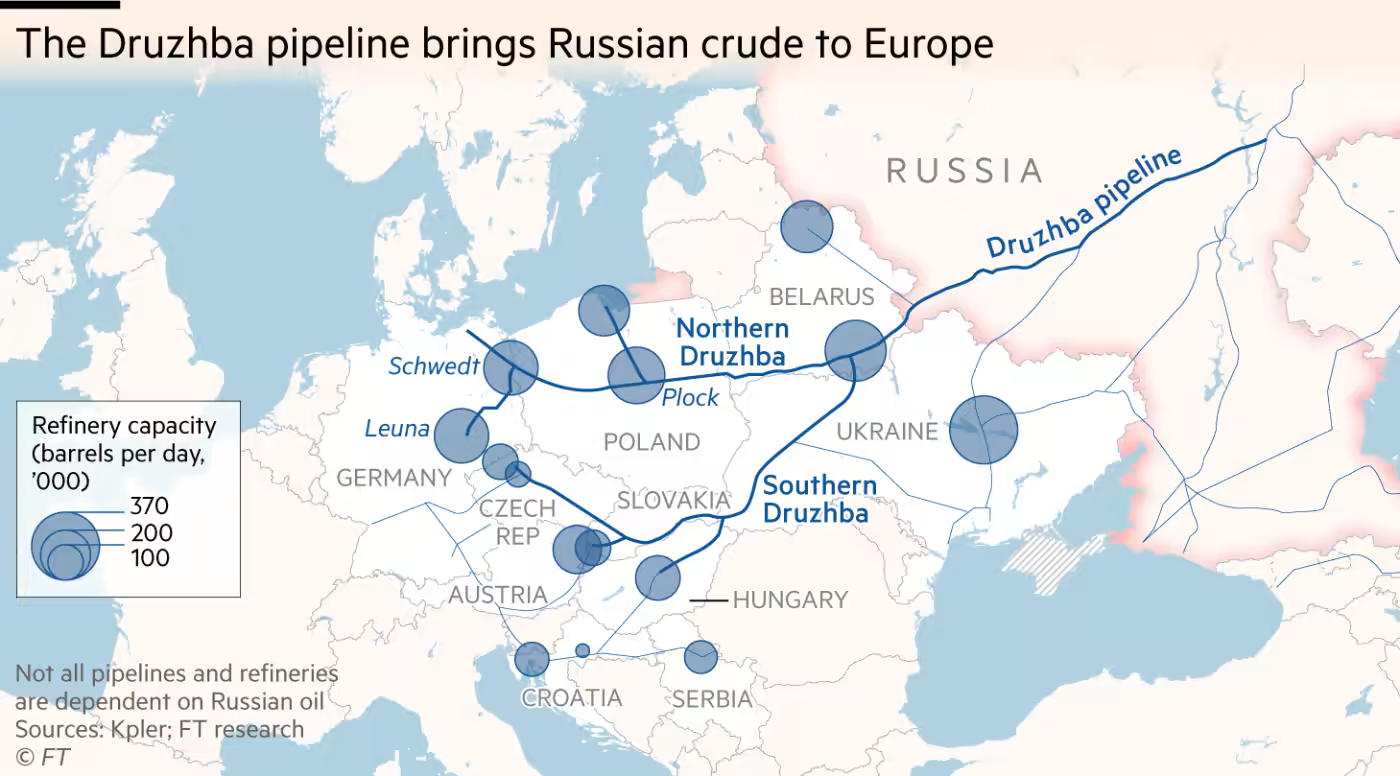 The Druzhba pipeline brings Russian crude to Europe
RUSSIA
Druzhba pipeline
BELARUS
Northern
Druzhba
Schwedt
Plock
Leuna
POLAND
UKRAINE
GERMANY
Southern
Druzhba
SLOVAKIA
CZECH
REP
AUSTRIA
HUNGARY
CROATIA
SERBIA
Refinery capacity
(barrels per day,
’000)
370
200
100
Not all pipelines and refineries
are dependent on Russian oil
Sources: Kpler; FT research
© FT